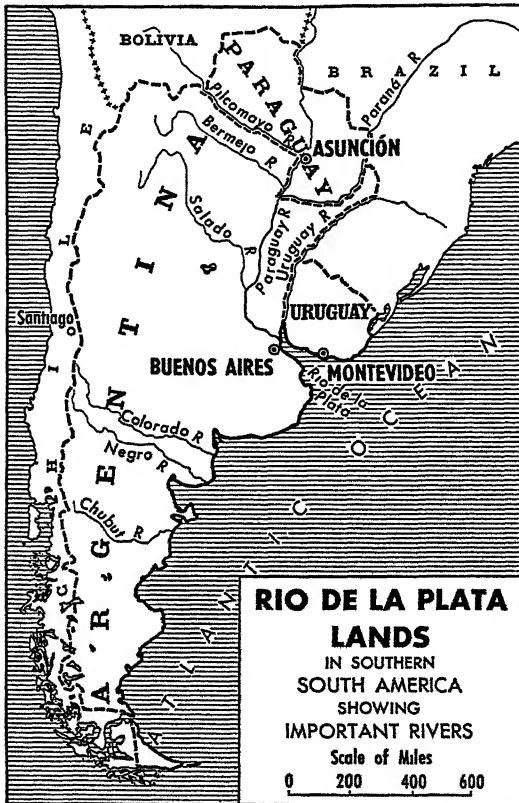 BOLIVIA
PARAGUAY
BRAZIL
Paraná R
Pilcomayo R
Bermejo R
ASUNCIÓN
Salado R
Paraguay R
Uruguay R
ARGENTINA
CHILE
Santiago
URUGUAY
BUENOS AIRES
MONTEVIDEO
Rio de la
Plata
Colorado R
Negro R
Chubut R
ATLANTIC OCEAN
RIO DE LA PLATA
LANDS
IN SOUTHERN
SOUTH AMERICA
SHOWING
IMPORTANT RIVERS
Scale of Miles
0 200 400 600